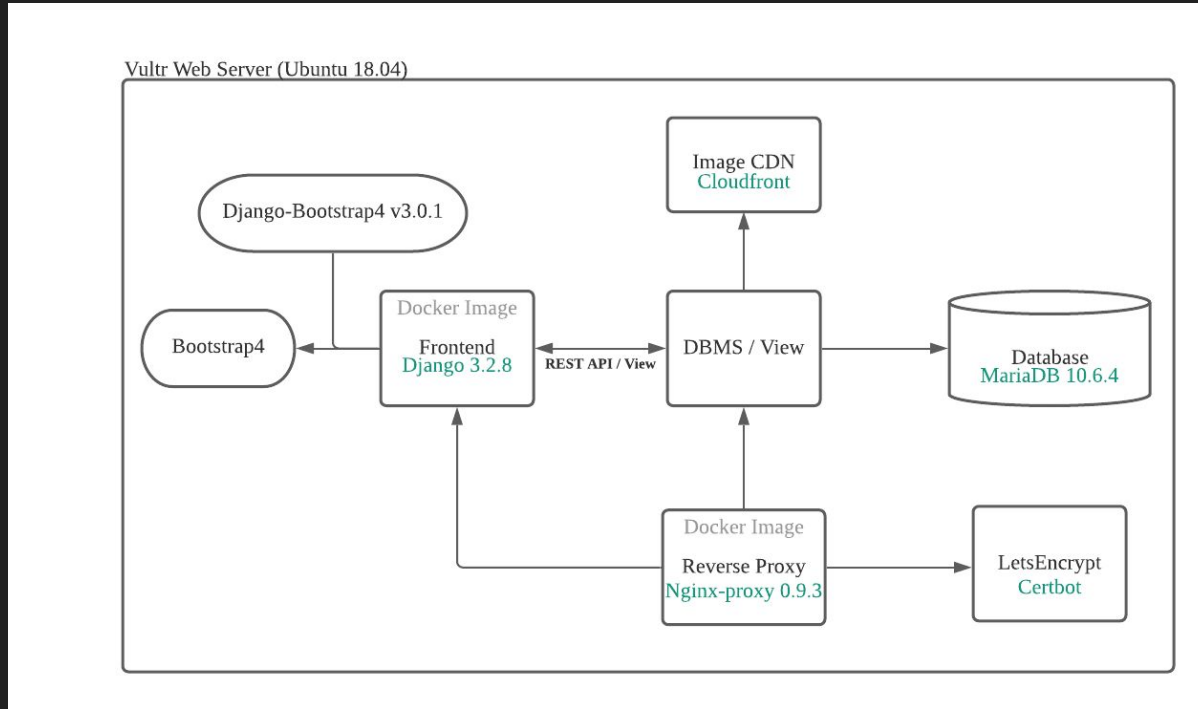 Vultr Web Server (Ubuntu 18.04)
Image CDN
Cloudfront
Django-Bootstrap4 v3.0.1
Docker Image
Frontend
Django 3.2.8
Bootstrap4
REST API / View
DBMS / View
Database
MariaDB 10.6.4
Docker Image
Reverse Proxy
Nginx-proxy 0.9.3
LetsEncrypt
Certbot